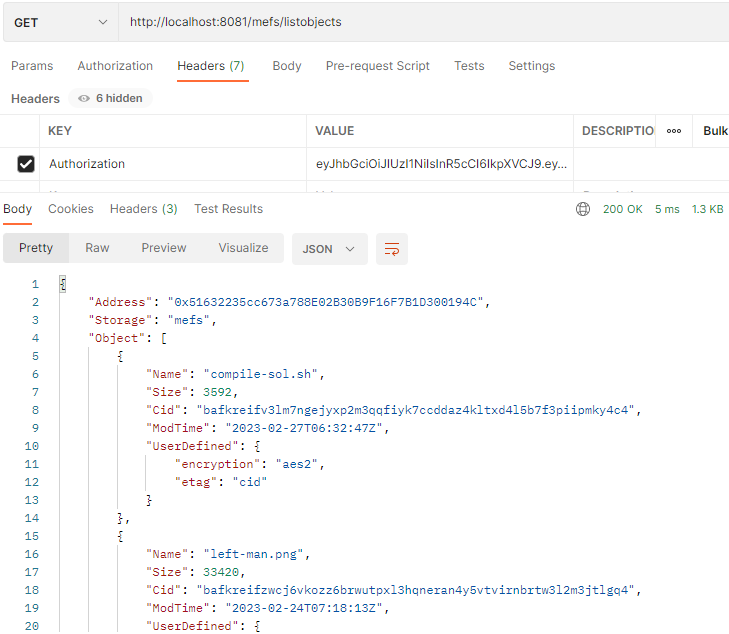 GET http://localhost:8081/mefs/listobjects
Params Authorization Headers (7) Body Pre-request Script Tests Settings
Headers 6 hidden
KEY VALUE DESCRIPTIO ooo Bulk
Authorization eyJhbGciOiJIUzI1NiIsInR5cCI6IkpXVCJ9.ey...
Body Cookies Headers (3) Test Results 200 OK 5 ms 1.3 KB
Pretty Raw Preview Visualize JSON
1 {
2 "Address": "0x51632235cc673a788E02B30B9F16F7B1D300194C",
3 "Storage": "mefs",
4 "Object": [
5 {
6 "Name": "compile-sol.sh",
7 "Size": 3592,
8 "Cid": "bafkreifv3lm7ngejyxp2m3qqfiyk7ccddaz4kltxd4l5b7f3piipmky4c4",
9 "ModTime": "2023-02-27T06:32:47Z",
10 "UserDefined": {
11 "encryption": "aes2",
12 "etag": "cid"
13 }
14 },
15 {
16 "Name": "left-man.png",
17 "Size": 33420,
18 "Cid": "bafkreifzwcj6vkozz6brwutpxl3hqneran4y5vtvirnbrtw3l2m3jtlgq4",
19 "ModTime": "2023-02-24T07:18:13Z",
20 "UserDefined": {